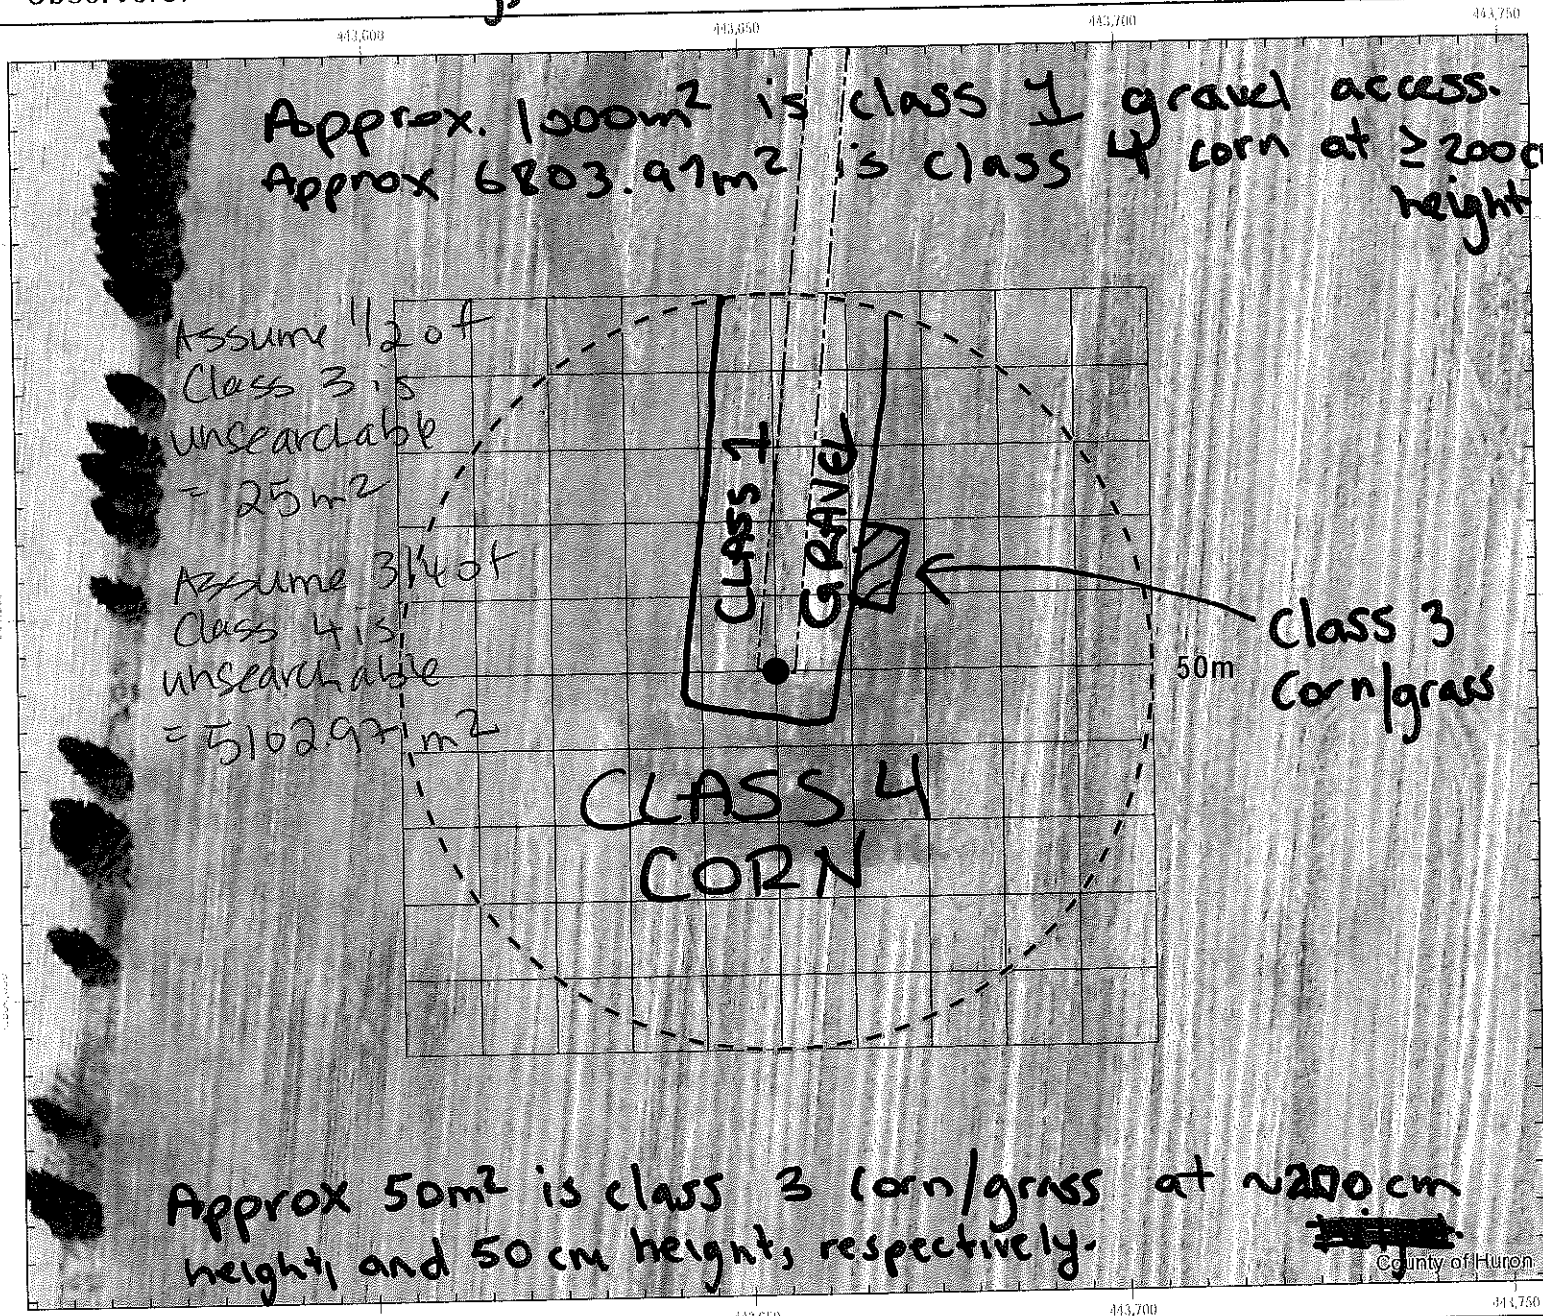 443,600
443,650
443,700
443,750
Approx. 1000m² is class 1 gravel access.
Approx 6803.97m² is class 4 corn at ≥200c
height
Assume 1/2 of
Class 3 is
unsearchable
= 25m²
Assume 3/4 of
Class 4 is
unsearchable
= 5102.97 m²
CLASS 1
GRAVEL
Class 3
Corn/grass
50m
CLASS 4
CORN
Approx 50m² is class 3 corn/grass at ~200 cm
height, and 50 cm height, respectively.
County of Huron
443,650
443,700
443,750